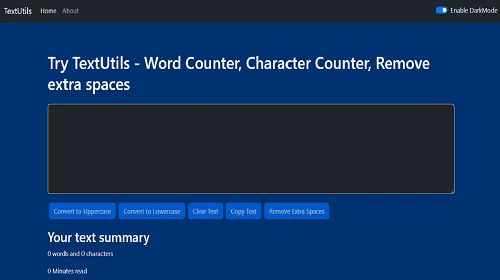 TextUtils Home About Enable DarkMode
Try TextUtils - Word Counter, Character Counter, Remove
extra spaces
Convert to Uppercase Convert to Lowercase Clear Text Copy Text Remove Extra Spaces
Your text summary
0 words and 0 characters
0 Minutes read